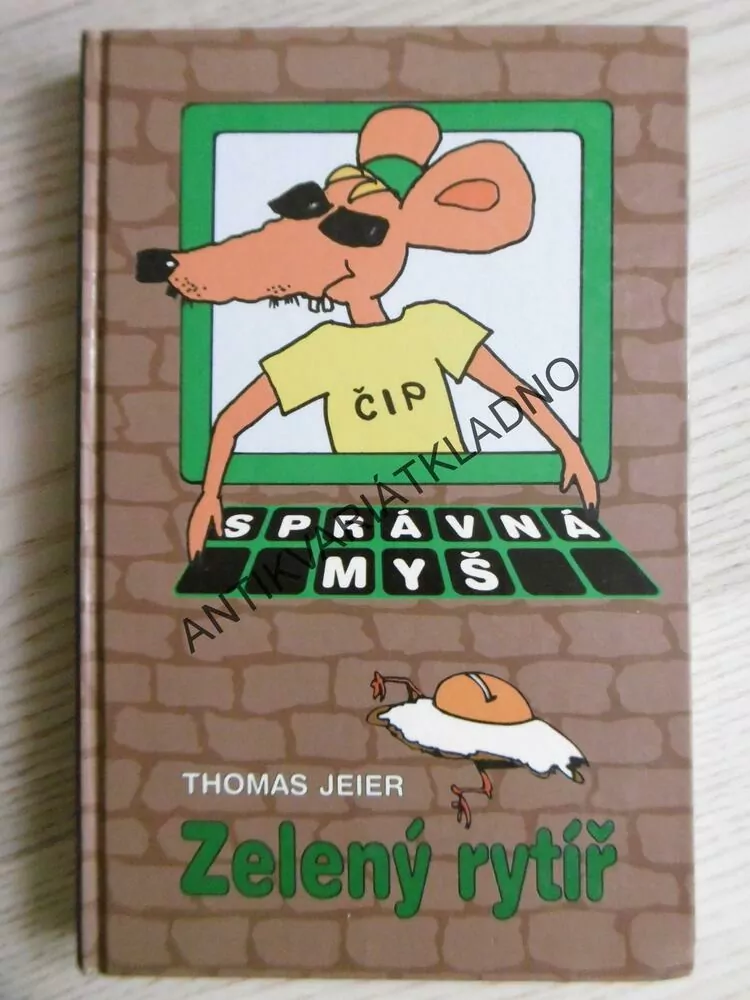 ČIP
SPRÁVNÁ
MYŠ
ANTIKVARIÁTKLADNO
THOMAS JEIER
Zelený rytíř